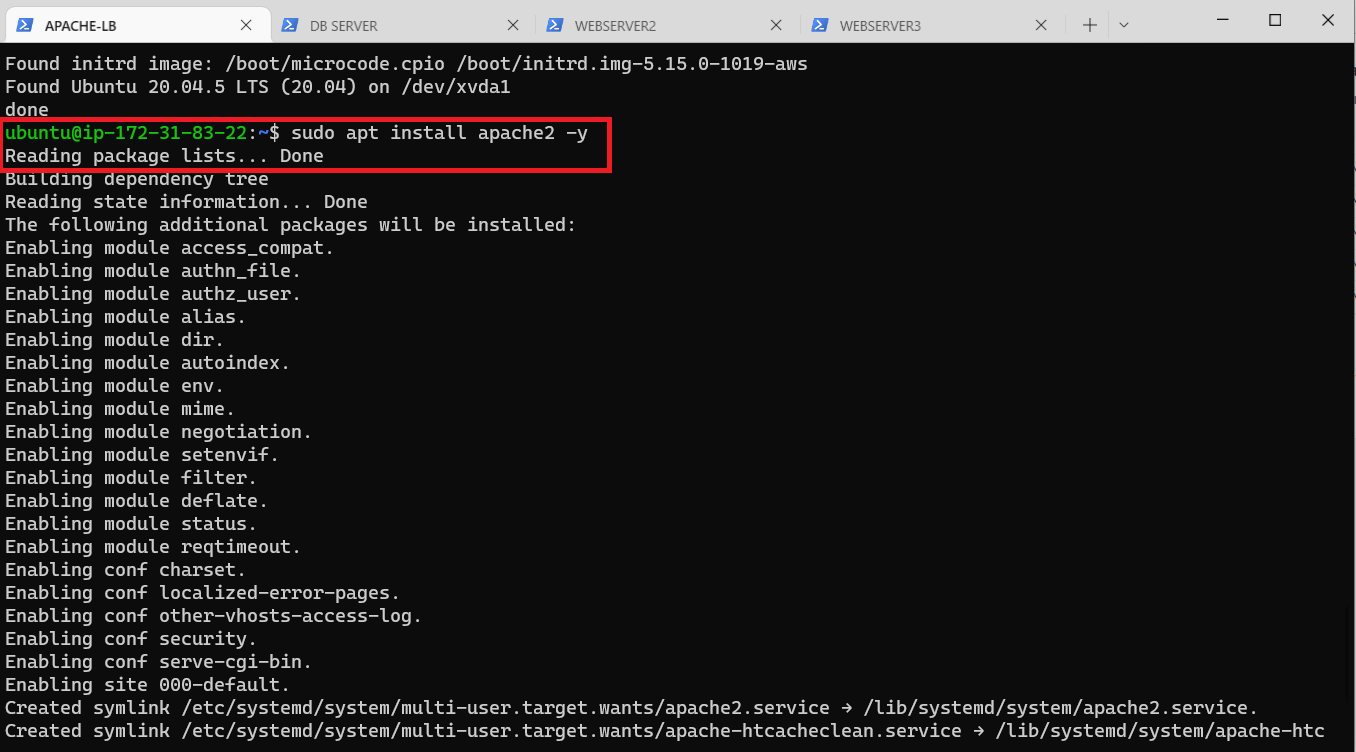 APACHE-LB DB SERVER WEBSERVER2 WEBSERVER3
Found initrd image: /boot/microcode.cpio /boot/initrd.img-5.15.0-1019-aws
Found Ubuntu 20.04.5 LTS (20.04) on /dev/xvda1
done
ubuntu@ip-172-31-83-22:~$ sudo apt install apache2 -y
Reading package lists... Done
Building dependency tree
Reading state information... Done
The following additional packages will be installed:
Enabling module access_compat.
Enabling module authn_file.
Enabling module authz_user.
Enabling module alias.
Enabling module dir.
Enabling module autoindex.
Enabling module env.
Enabling module mime.
Enabling module negotiation.
Enabling module setenvif.
Enabling module filter.
Enabling module deflate.
Enabling module status.
Enabling module reqtimeout.
Enabling conf charset.
Enabling conf localized-error-pages.
Enabling conf other-vhosts-access-log.
Enabling conf security.
Enabling conf serve-cgi-bin.
Enabling site 000-default.
Created symlink /etc/systemd/system/multi-user.target.wants/apache2.service → /lib/systemd/system/apache2.service.
Created symlink /etc/systemd/system/multi-user.target.wants/apache-htcacheclean.service → /lib/systemd/system/apache-htc